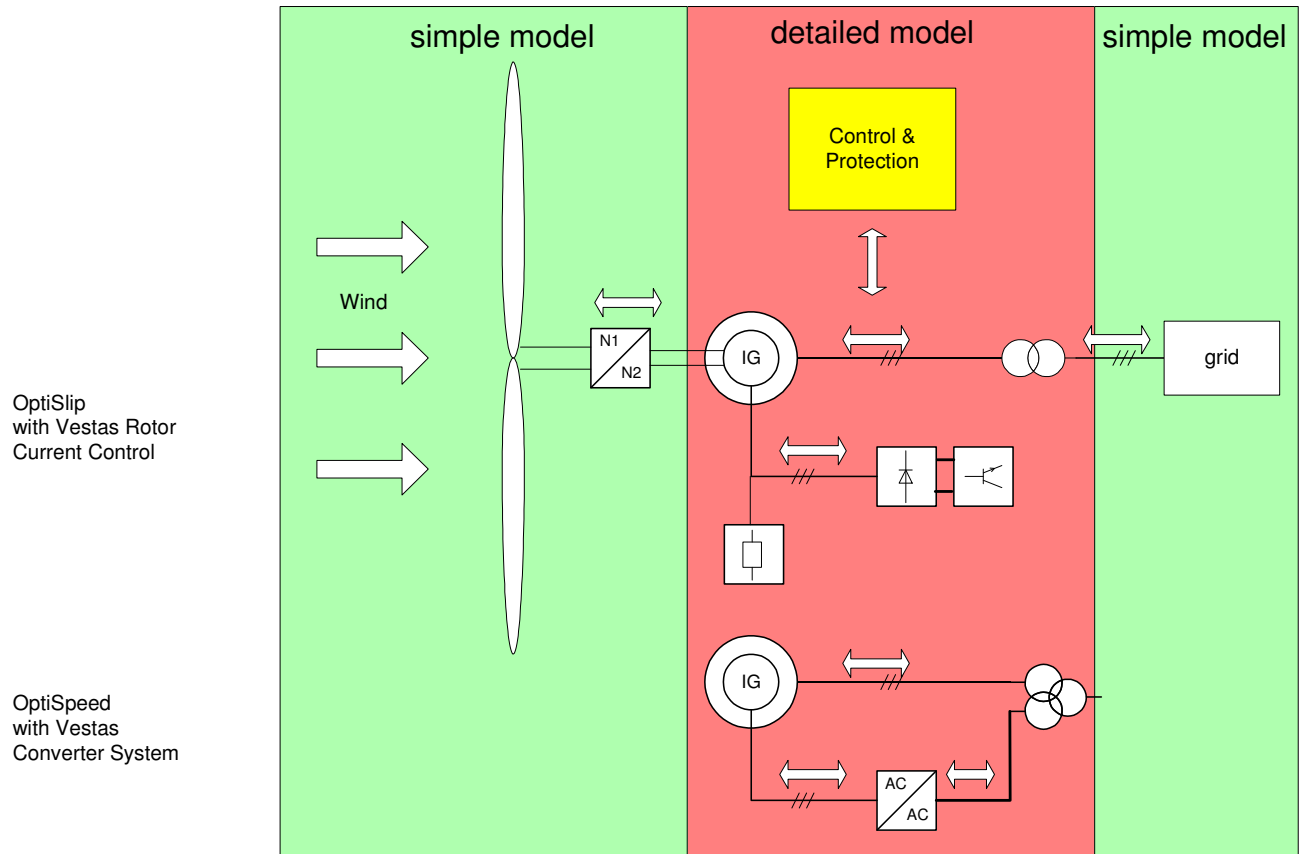 simple model
detailed model
simple model
Control &
Protection
Wind
N1
N2
IG
grid
OptiSlip
with Vestas Rotor
Current Control
IG
OptiSpeed
with Vestas
Converter System
AC
AC